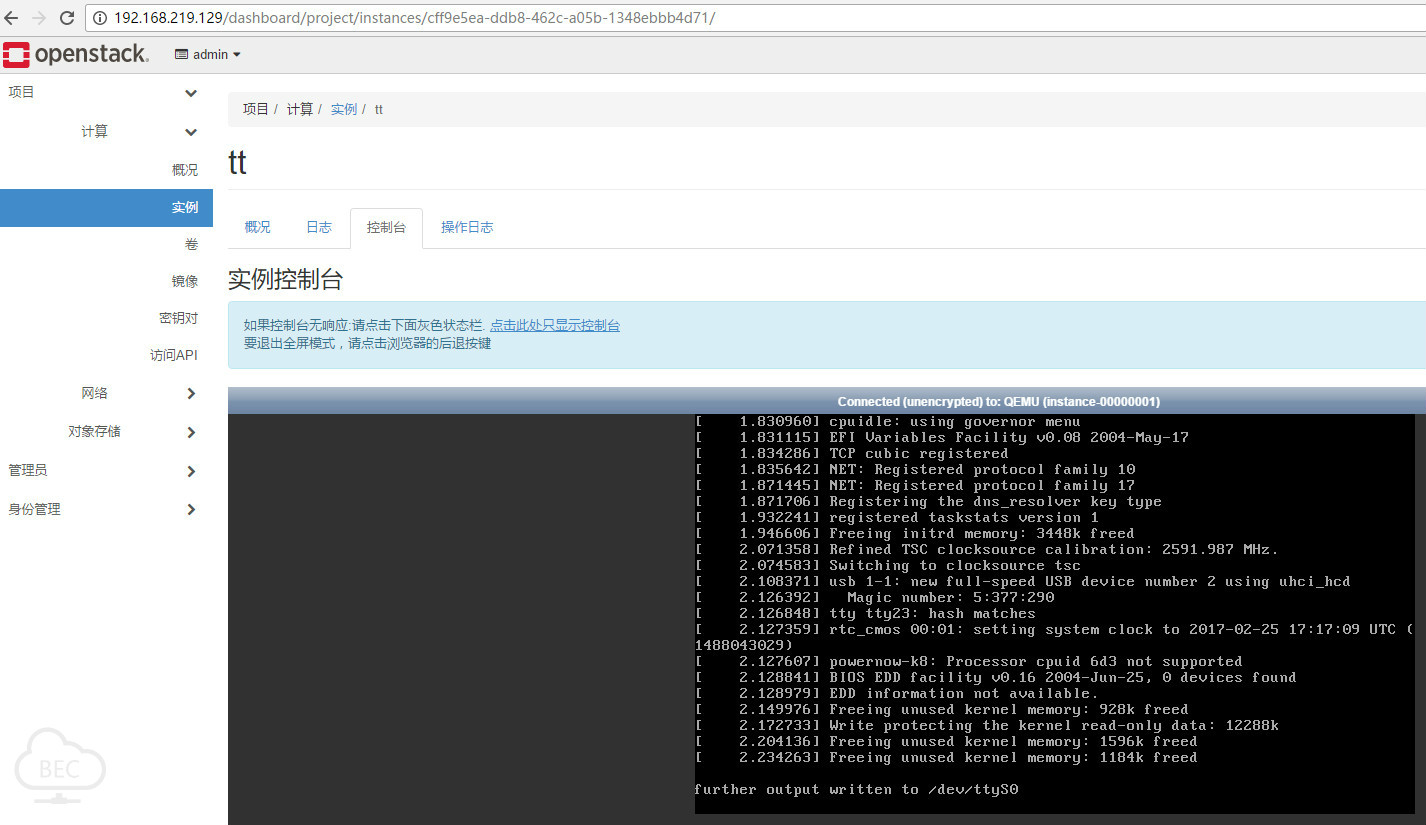 192.168.219.129/dashboard/project/instances/cff9e5ea-ddb8-462c-a05b-1348ebbb4d71/
openstack. admin
项目
计算
概况
实例
卷
镜像
密钥对
访问API
网络
对象存储
管理员
身份管理
BEC
项目 / 计算 / 实例 / tt
tt
概况 日志 控制台 操作日志
实例控制台
如果控制台无响应:请点击下面灰色状态栏. 点击此处只显示控制台
要退出全屏模式，请点击浏览器的后退按键
Connected (unencrypted) to: QEMU (instance-00000001)
[    1.830960] cpuidle: using governor menu
[    1.831115] EFI Variables Facility v0.08 2004-May-17
[    1.834286] TCP cubic registered
[    1.835642] NET: Registered protocol family 10
[    1.871445] NET: Registered protocol family 17
[    1.871706] Registering the dns_resolver key type
[    1.932241] registered taskstats version 1
[    1.946606] Freeing initrd memory: 3448k freed
[    2.071358] Refined TSC clocksource calibration: 2591.987 MHz.
[    2.074583] Switching to clocksource tsc
[    2.108371] usb 1-1: new full-speed USB device number 2 using uhci_hcd
[    2.126392]   Magic number: 5:377:290
[    2.126848] tty tty23: hash matches
[    2.127359] rtc_cmos 00:01: setting system clock to 2017-02-25 17:17:09 UTC (
1488043029)
[    2.127607] powernow-k8: Processor cpuid 6d3 not supported
[    2.128841] BIOS EDD facility v0.16 2004-Jun-25, 0 devices found
[    2.128979] EDD information not available.
[    2.149976] Freeing unused kernel memory: 928k freed
[    2.172733] Write protecting the kernel read-only data: 12288k
[    2.204136] Freeing unused kernel memory: 1596k freed
[    2.234263] Freeing unused kernel memory: 1184k freed
further output written to /dev/ttyS0